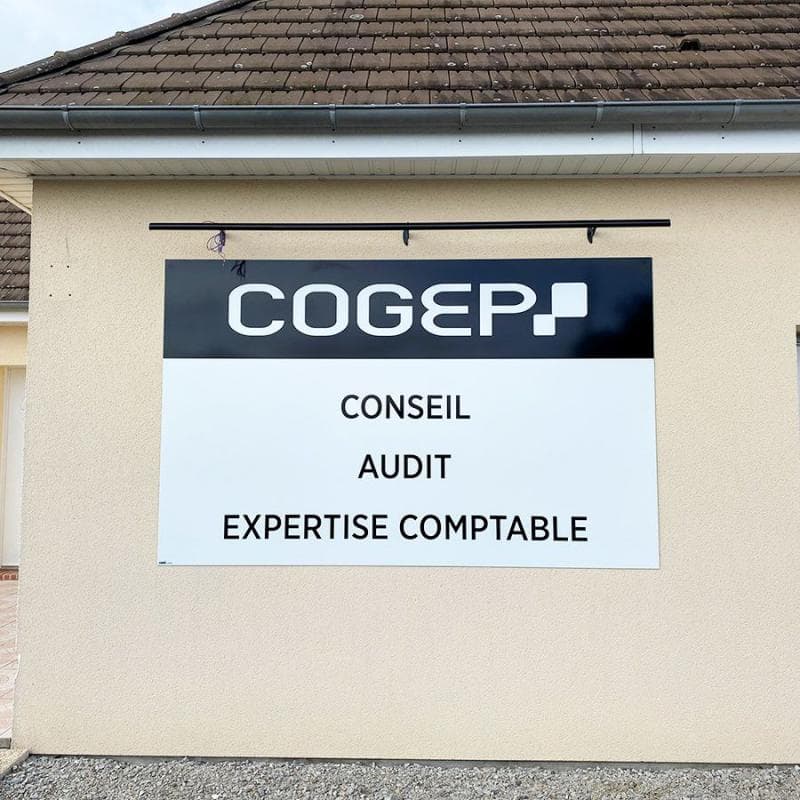 COGEP
CONSEIL
AUDIT
EXPERTISE COMPTABLE